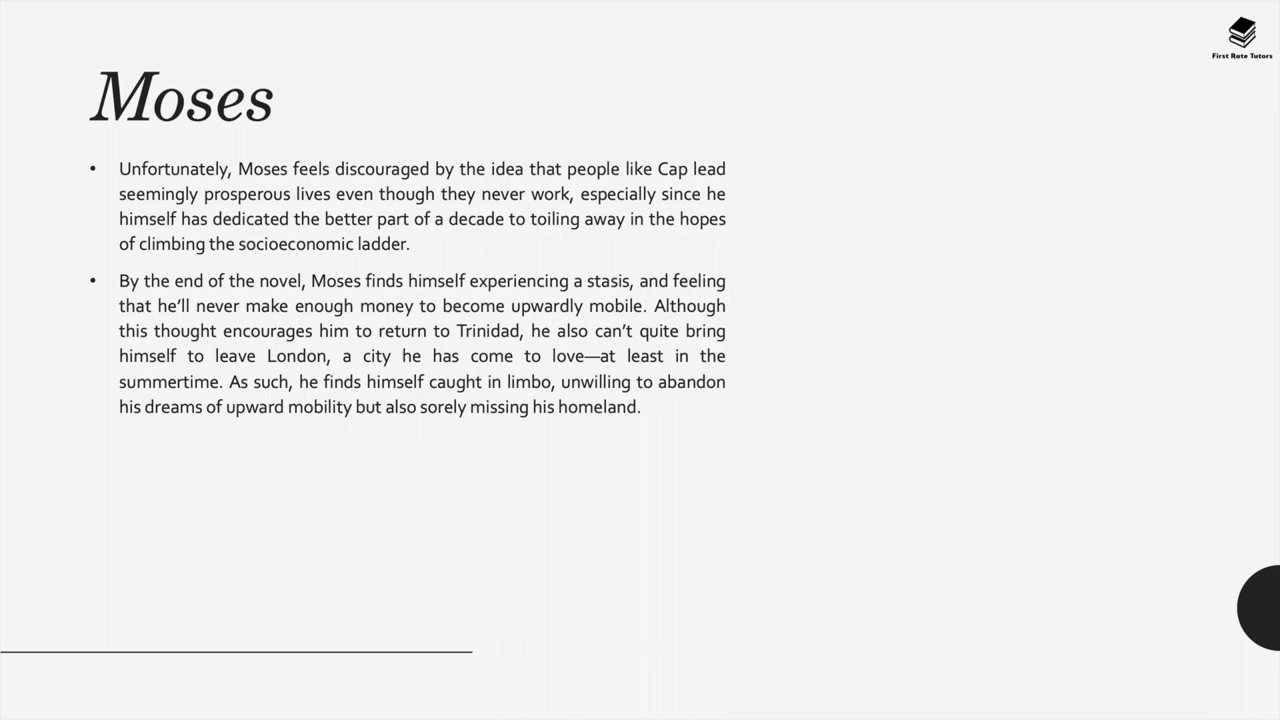 First Rate Tutors
Moses
• Unfortunately, Moses feels discouraged by the idea that people like Cap lead
seemingly prosperous lives even though they never work, especially since he
himself has dedicated the better part of a decade to toiling away in the hopes
of climbing the socioeconomic ladder.
• By the end of the novel, Moses finds himself experiencing a stasis, and feeling
that he’ll never make enough money to become upwardly mobile. Although
this thought encourages him to return to Trinidad, he also can’t quite bring
himself to leave London, a city he has come to love—at least in the
summertime. As such, he finds himself caught in limbo, unwilling to abandon
his dreams of upward mobility but also sorely missing his homeland.